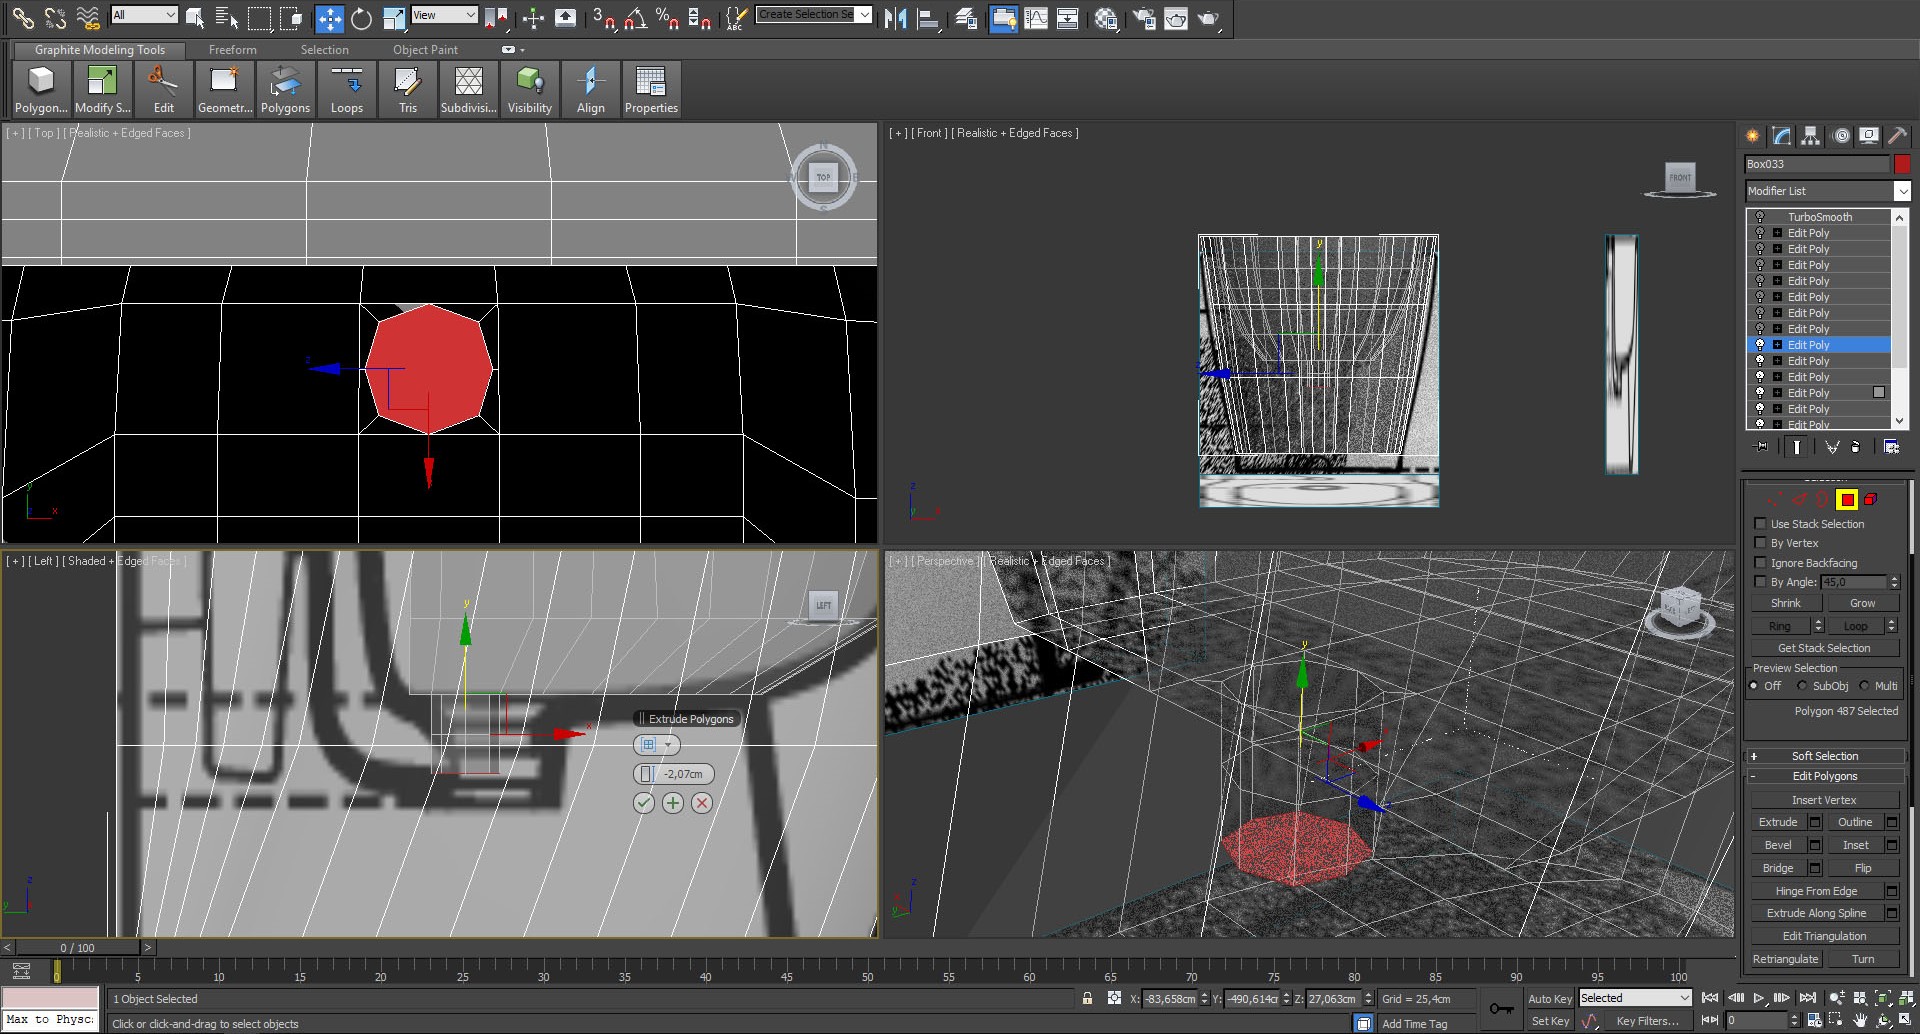 All
View
3
ABC
Create Selection Se
Graphite Modeling Tools
Freeform
Selection
Object Paint
Polygon...
Modify S...
Edit
Geometr...
Polygons
Loops
Tris
Subdivisi...
Visibility
Align
Properties
[ + ] [ Top ] [ Realistic + Edged Faces ]
TOP
[ + ] [ Front ] [ Realistic + Edged Faces ]
FRONT
[ + ] [ Left ] [ Shaded + Edged Faces ]
LEFT
Extrude Polygons
-2,07cm
[ + ] [ Perspective ] [ Realistic + Edged Faces ]
Box033
Modifier List
TurboSmooth
Edit Poly
Edit Poly
Edit Poly
Edit Poly
Edit Poly
Edit Poly
Edit Poly
Edit Poly
Edit Poly
Edit Poly
Edit Poly
Edit Poly
Edit Poly
Use Stack Selection
By Vertex
Ignore Backfacing
By Angle: 45,0
Shrink Grow
Ring Loop
Get Stack Selection
Preview Selection
Off SubObj Multi
Polygon 487 Selected
+ Soft Selection
- Edit Polygons
Insert Vertex
Extrude Outline
Bevel Inset
Bridge Flip
Hinge From Edge
Extrude Along Spline
Edit Triangulation
Retriangulate Turn
< 0 / 100 >
0 5 10 15 20 25 30 35 40 45 50 55 60 65 70 75 80 85 90 95 100
1 Object Selected
X: -83,658cm Y: -490,614c Z: 27,063cm Grid = 25,4cm
Auto Key Selected
Max to Physc
Click or click-and-drag to select objects
Add Time Tag
Set Key Key Filters... 0